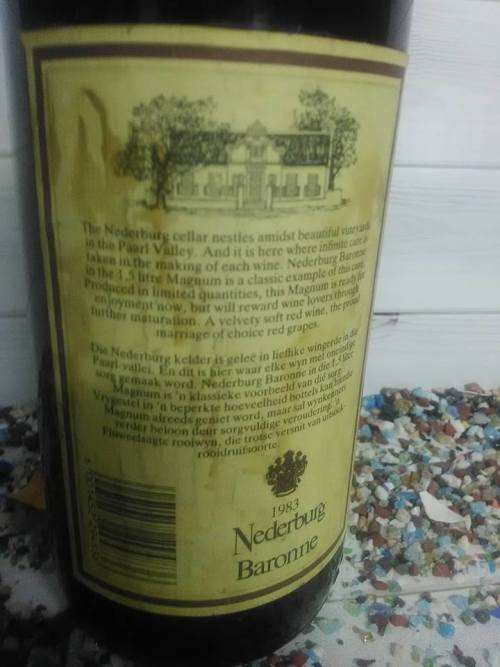 The Nederburg cellar nestles amidst beautiful vineyards
in the Paarl Valley. And it is here where infinite care is
taken in the making of each wine. Nederburg Baronne
in the 1,5 litre Magnum is a classic example of this care.
Produced in limited quantities, this Magnum is ready for
enjoyment now, but will reward wine lovers through
further maturation. A velvety soft red wine, the proud
marriage of choice red grapes.
Die Nederburg kelder is geleë in lieflike wingerde in die
Paarl-vallei. En dit is hier waar elke wyn met oneindige
sorg gemaak word. Nederburg Baronne in die 1,5 liter
Magnum is 'n klassieke voorbeeld van dié sorg.
Vrygestel in 'n beperkte hoeveelheid bottels kan hierdie
Magnum alreeds geniet word, maar sal wynkenners
verder beloon deur sorgvuldige veroudering. 'n
Fluweelsagte rooiwyn, die trotse versnit van uitsoek-
rooidruifsoorte.
1983
Nederburg
Baronne